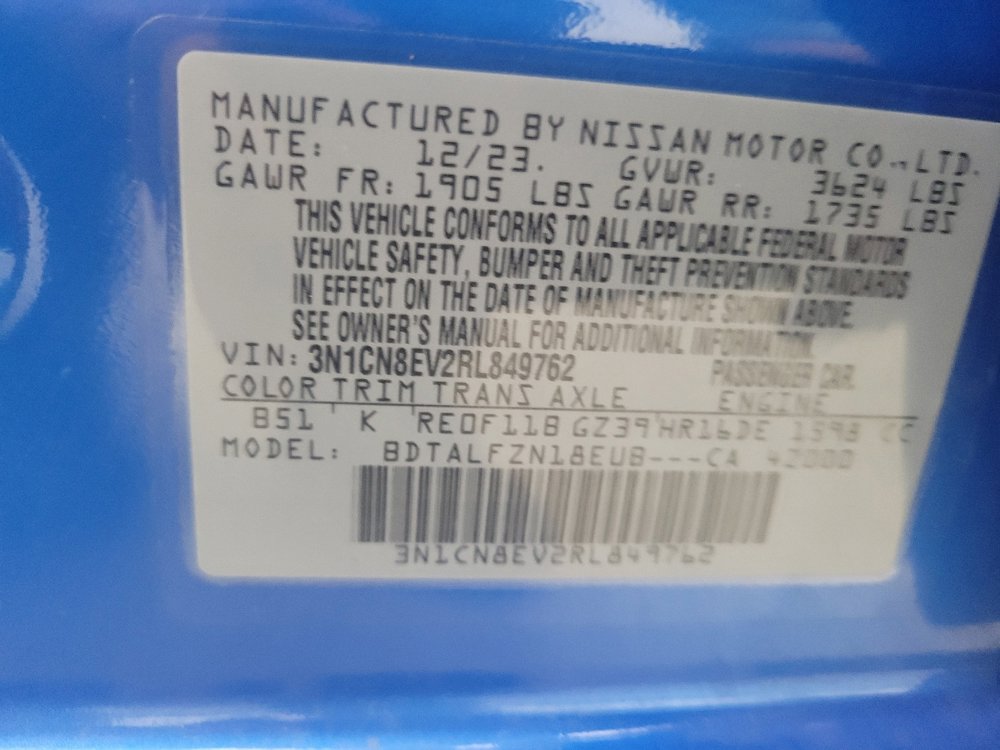 MANUFACTURED BY NISSAN MOTOR CO., LTD.
DATE: 12/23. GVWR: 3624 LBS
GAWR FR: 1905 LBS GAWR RR: 1735 LBS
THIS VEHICLE CONFORMS TO ALL APPLICABLE FEDERAL MOTOR
VEHICLE SAFETY, BUMPER AND THEFT PREVENTION STANDARDS
IN EFFECT ON THE DATE OF MANUFACTURE SHOWN ABOVE.
SEE OWNER'S MANUAL FOR ADDITIONAL INFORMATION.
VIN: 3N1CN8EV2RL849762 PASSENGER CAR.
COLOR TRIM TRANS AXLE ENGINE
B51 K RE0F11B GZ39 HR16DE 1598 CC
MODEL: BDTALFZN18EUB---CA 42000
3N1CN8EV2RL849762